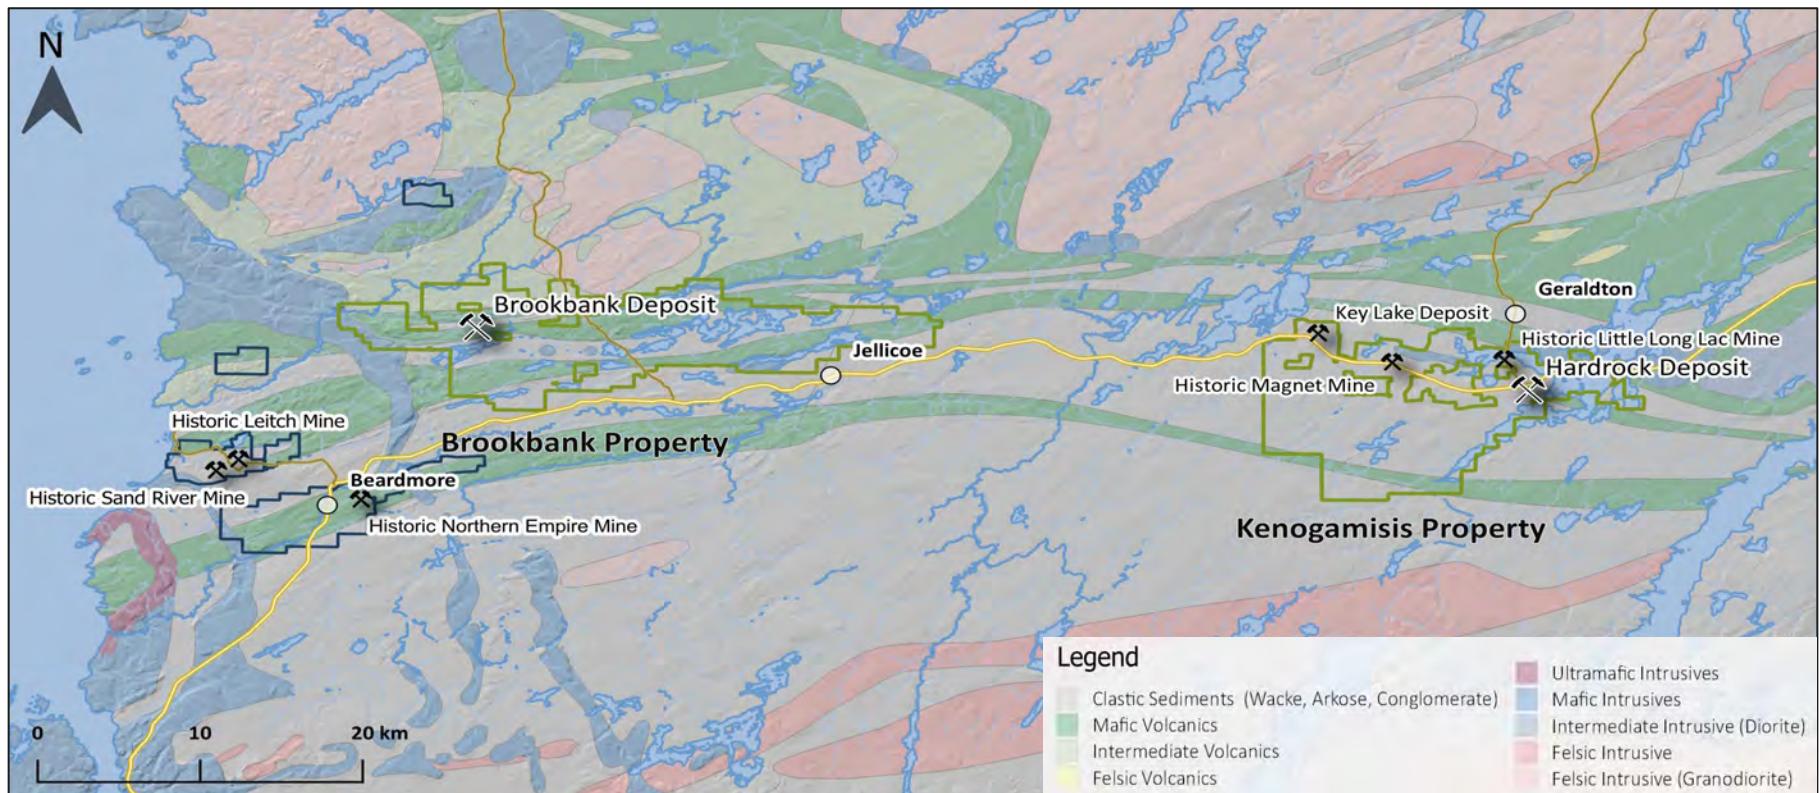 N
Brookbank Deposit
Geraldton
Key Lake Deposit
Historic Little Long Lac Mine
Jellicoe
Hardrock Deposit
Historic Magnet Mine
Historic Leitch Mine
Brookbank Property
Beardmore
Historic Sand River Mine
Historic Northern Empire Mine
Kenogamisis Property
0 10 20 km
Legend
Clastic Sediments (Wacke, Arkose, Conglomerate)
Mafic Volcanics
Intermediate Volcanics
Felsic Volcanics
Ultramafic Intrusives
Mafic Intrusives
Intermediate Intrusive (Diorite)
Felsic Intrusive
Felsic Intrusive (Granodiorite)